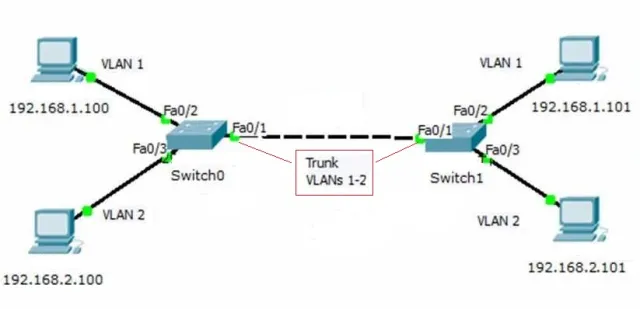 VLAN 1
192.168.1.100
Fa0/2
Fa0/1
Fa0/3
Switch0
VLAN 2
192.168.2.100
Trunk
VLANs 1-2
VLAN 1
192.168.1.101
Fa0/2
Fa0/1
Fa0/3
Switch1
VLAN 2
192.168.2.101